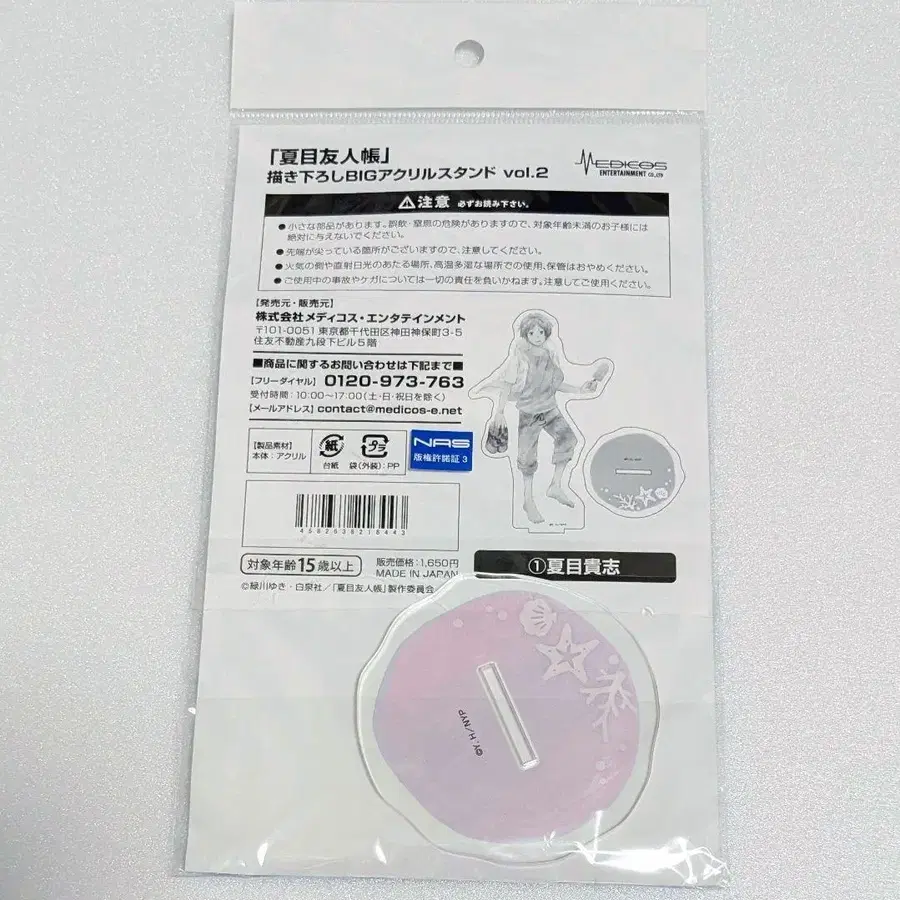 「夏目友人帳」
描き下ろしBIGアクリルスタンド vol.2
MEDICOS
ENTERTAINMENT CO.,LTD
⚠注意 必ずお読み下さい。
●小さな部品があります。誤飲・窒息の危険がありますので、対象年齢未満のお子様には
絶対に与えないでください。
●先端が尖っている箇所がございますので、注意してください。
●火気の側や直射日光のあたる場所、高温多湿な場所での使用、保管はおやめください。
●ご使用中の事故やケガについては一切の責任を負いかねます。注意してご使用ください。
【発売元・販売元】
株式会社メディコス・エンタテインメント
〒101-0051 東京都千代田区神田神保町3-5
住友不動産九段下ビル5階
■商品に関するお問い合わせは下記まで■
【フリーダイヤル】 0120-973-763
受付時間：10:00〜17:00（土・日・祝日を除く）
【メールアドレス】 contact@medicos-e.net
【製品素材】
本体：アクリル
紙
台紙
プラ
袋（外装）：PP
NAS
版権許諾証 3
対象年齢15歳以上
販売価格：1,650円
MADE IN JAPAN
①夏目貴志
©緑川ゆき・白泉社／「夏目友人帳」製作委員会
©Y.H/NYP